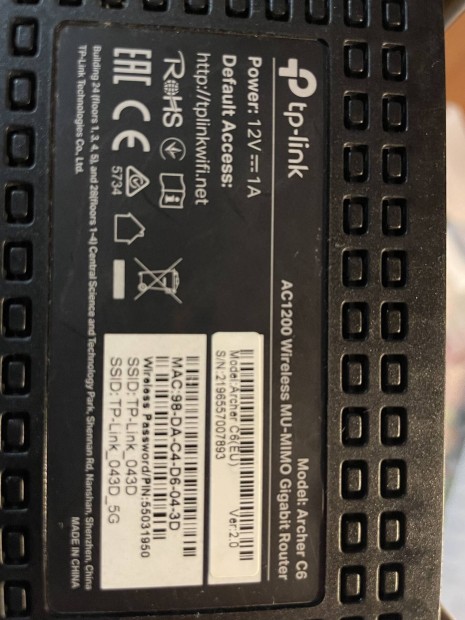 tp-link
AC1200 Wireless MU-MIMO Gigabit Router
Model: Archer C6
Power: 12V⎓1A
Default Access:
http://tplinkwifi.net
Model:Archer C6(EU) Ver:2.0
S/N:2196557007893
RoHS
EAC CE
5734
MAC:98-DA-C4-D6-04-3D
Wireless Password/PIN:55031950
SSID:TP-Link_043D
SSID:TP-Link_043D_5G
Building 24 (floors 1, 3, 4, 5), and 28(floors 1-4) Central Science and Technology Park, Shennan Rd, Nanshan, Shenzhen, China
TP-Link Technologies Co., Ltd.
MADE IN CHINA